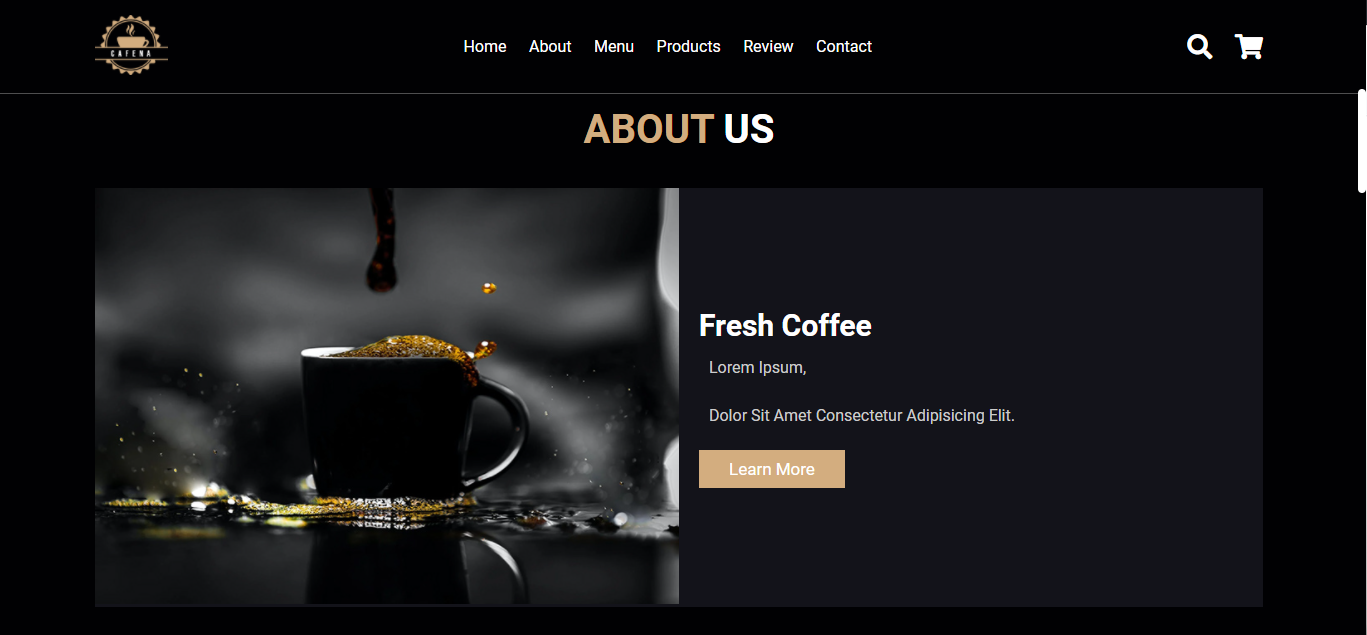 CAFENA
Home About Menu Products Review Contact
ABOUT US
Fresh Coffee
Lorem Ipsum,
Dolor Sit Amet Consectetur Adipisicing Elit.
Learn More